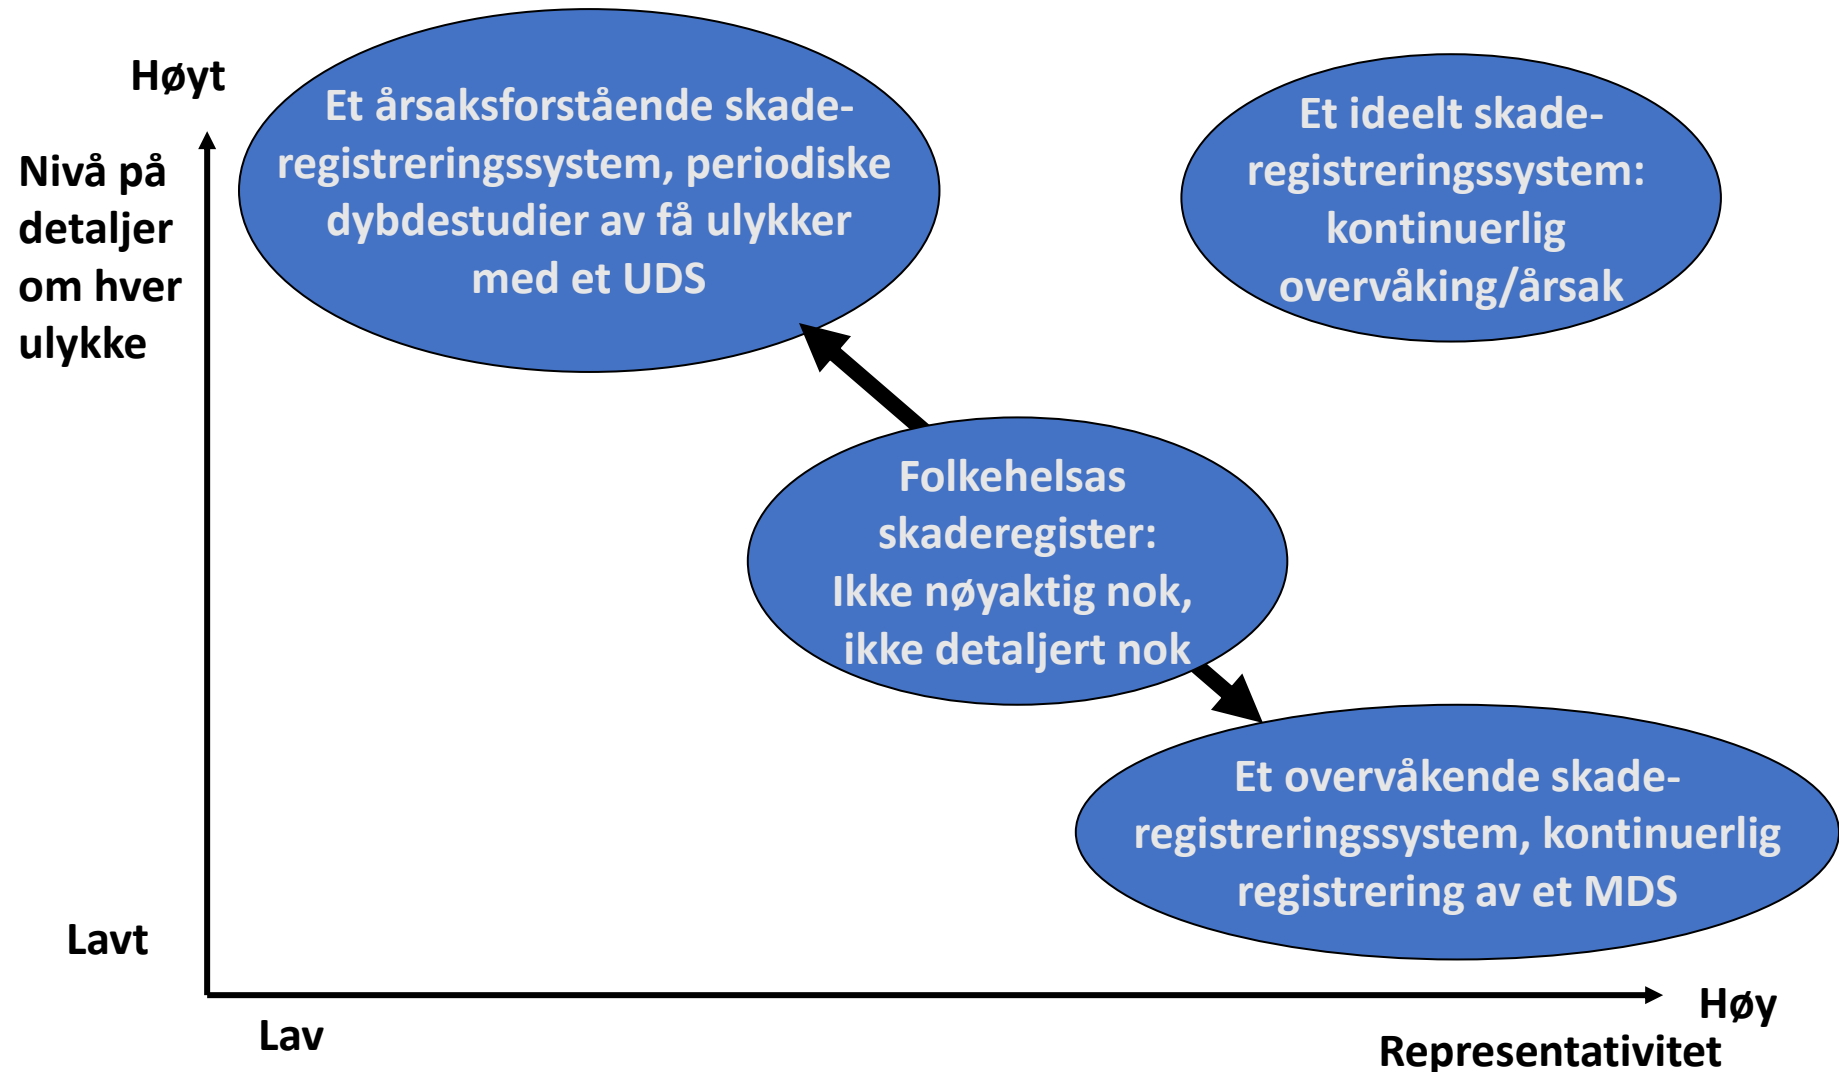 Høyt
Nivå på
detaljer
om hver
ulykke
Et årsaksforstående skade-
registreringssystem, periodiske
dybdestudier av få ulykker
med et UDS
Et ideelt skade-
registreringssystem:
kontinuerlig
overvåking/årsak
Folkehelsas
skaderegister:
Ikke nøyaktig nok,
ikke detaljert nok
Et overvåkende skade-
registreringssystem, kontinuerlig
registrering av et MDS
Lavt
Lav
Høy
Representativitet